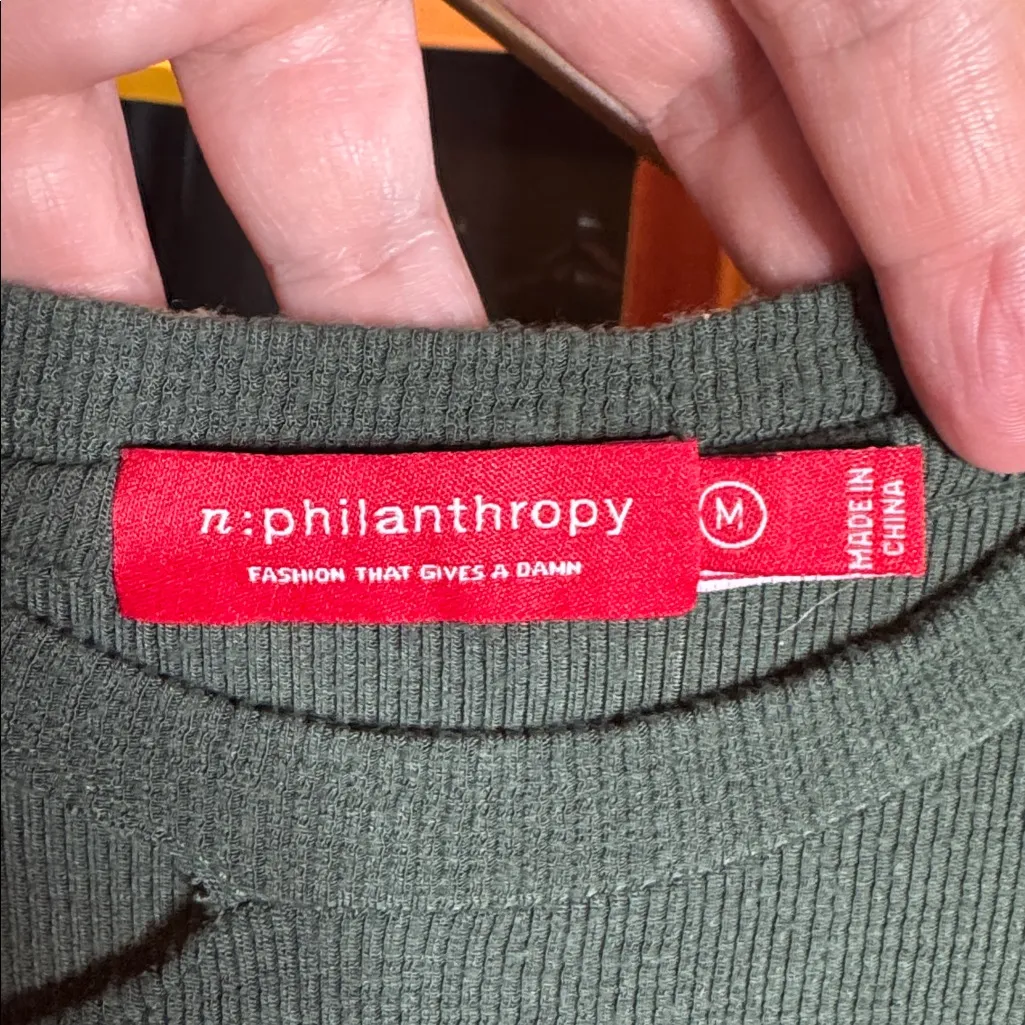 n:philanthropy
FASHION THAT GIVES A DAMN
M
MADE IN
CHINA